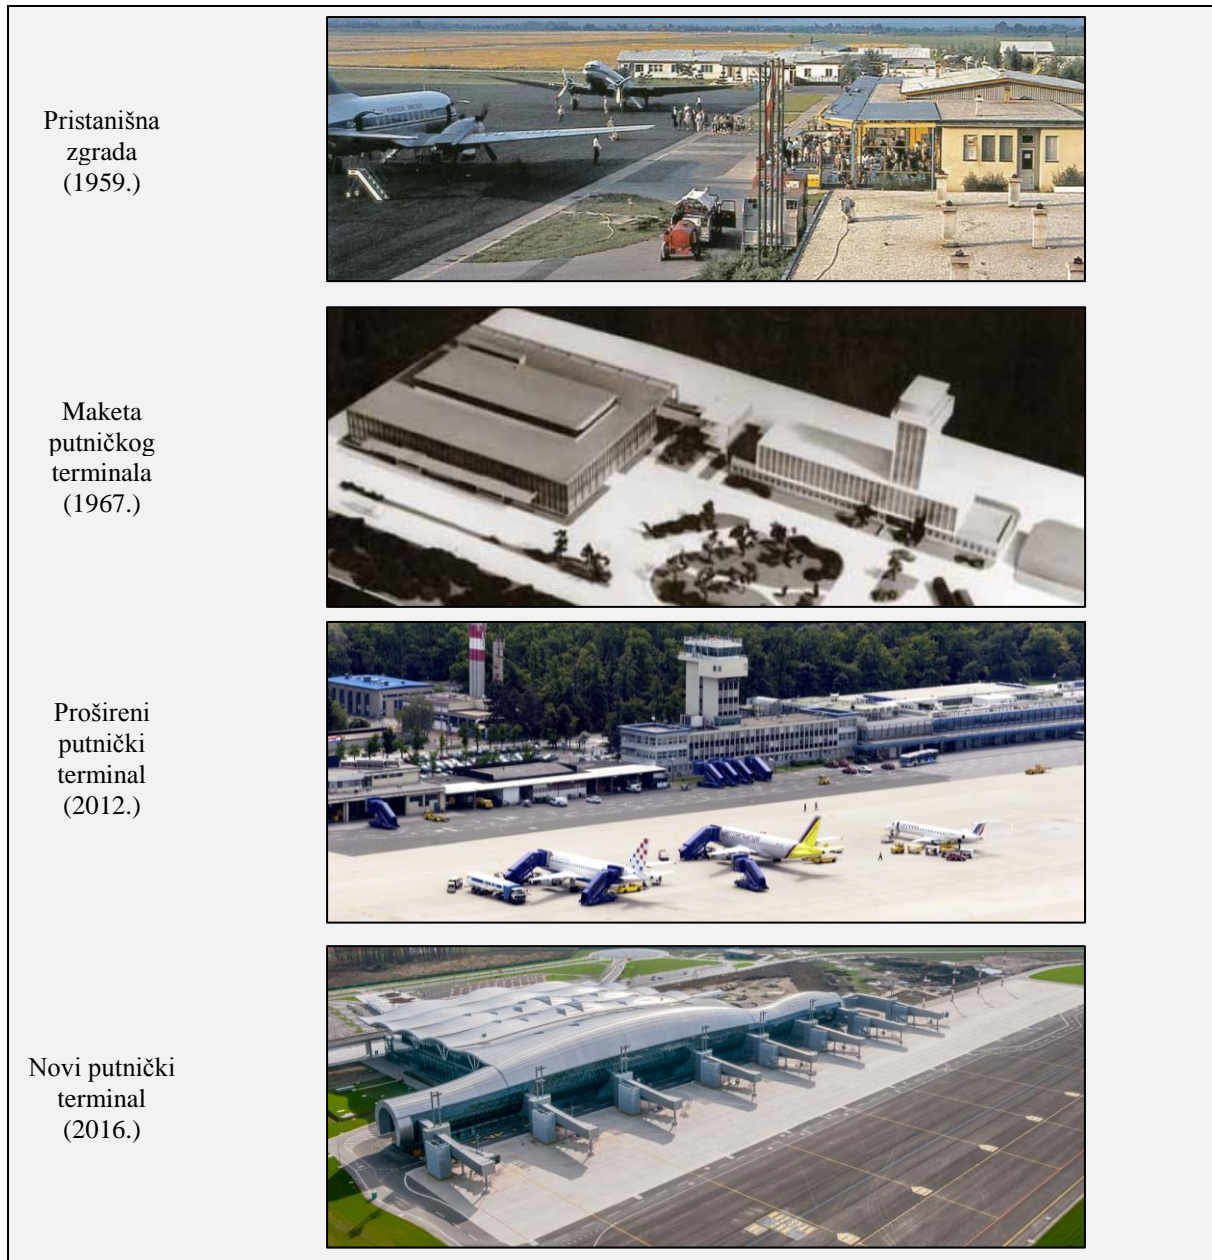 Pristanišna
zgrada
(1959.)
Maketa
putničkog
terminala
(1967.)
Prošireni
putnički
terminal
(2012.)
Novi putnički
terminal
(2016.)